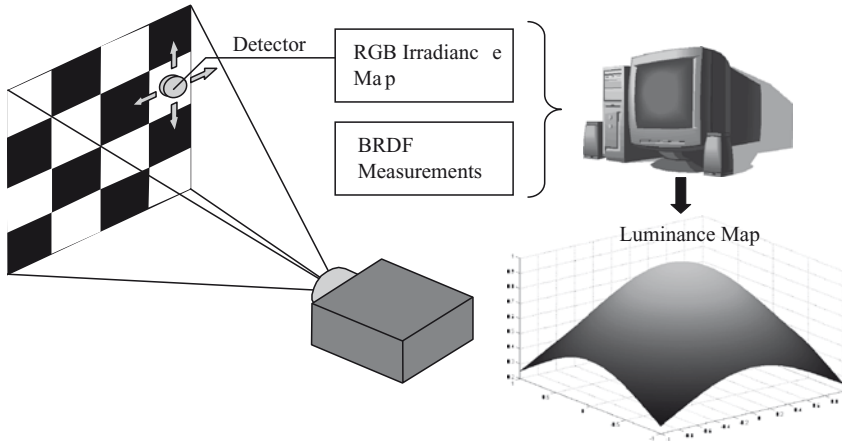 Detector
RGB Irradianc e
Ma p
BRDF
Measurements
Luminance Map